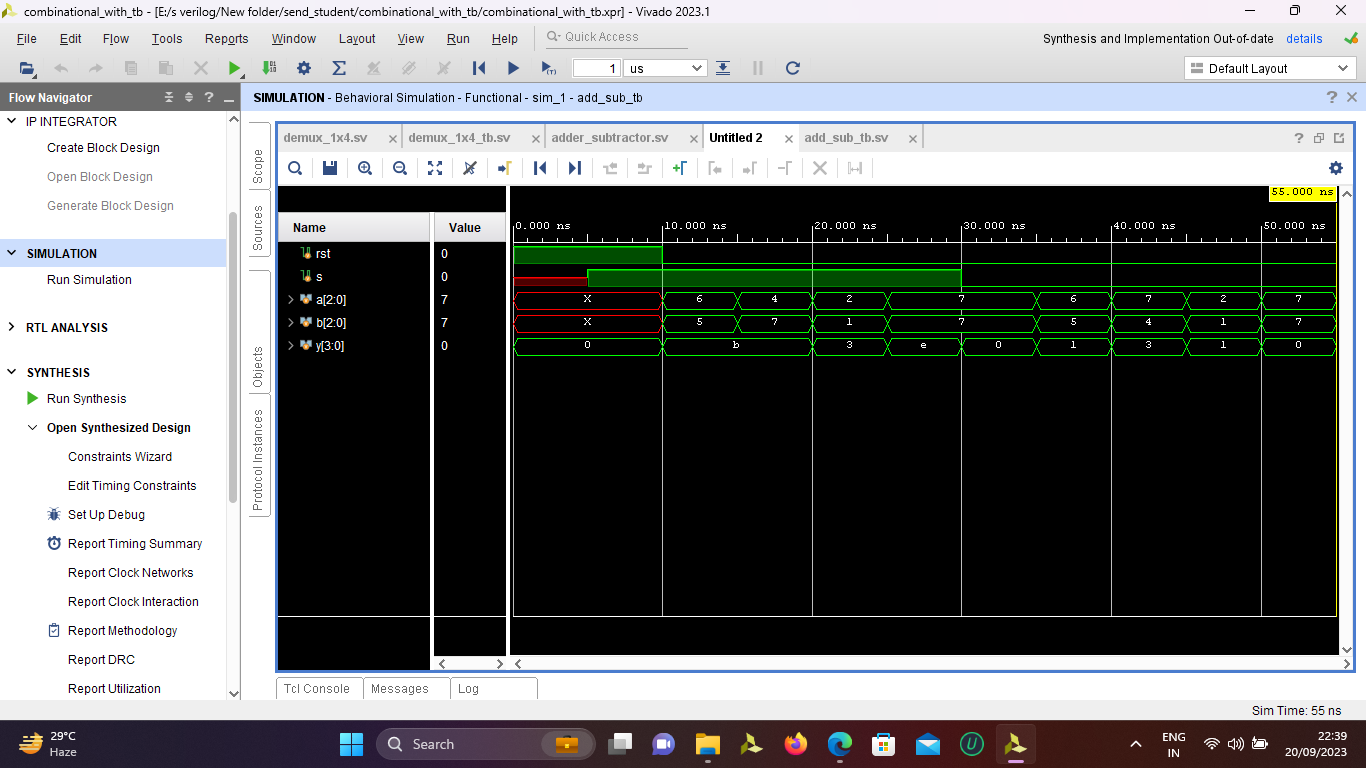 combinational_with_tb - [E:/s verilog/New folder/send_student/combinational_with_tb/combinational_with_tb.xpr] - Vivado 2023.1
File Edit Flow Tools Reports Window Layout View Run Help Quick Access
Synthesis and Implementation Out-of-date details
1 us Default Layout
Flow Navigator
SIMULATION - Behavioral Simulation - Functional - sim_1 - add_sub_tb
IP INTEGRATOR
Create Block Design
Open Block Design
Generate Block Design
SIMULATION
Run Simulation
RTL ANALYSIS
SYNTHESIS
Run Synthesis
Open Synthesized Design
Constraints Wizard
Edit Timing Constraints
Set Up Debug
Report Timing Summary
Report Clock Networks
Report Clock Interaction
Report Methodology
Report DRC
Report Utilization
Scope
Sources
Objects
Protocol Instances
demux_1x4.sv demux_1x4_tb.sv adder_subtractor.sv Untitled 2 add_sub_tb.sv
55.000 ns
Name Value 0.000 ns 10.000 ns 20.000 ns 30.000 ns 40.000 ns 50.000 ns
rst 0
s 0
a[2:0] 7 X 6 4 2 7 6 7 2 7
b[2:0] 7 X 5 7 1 7 5 4 1 7
y[3:0] 0 0 b 3 e 0 1 3 1 0
Tcl Console Messages Log
Sim Time: 55 ns
29°C
Haze
Search
ENG
IN
22:39
20/09/2023